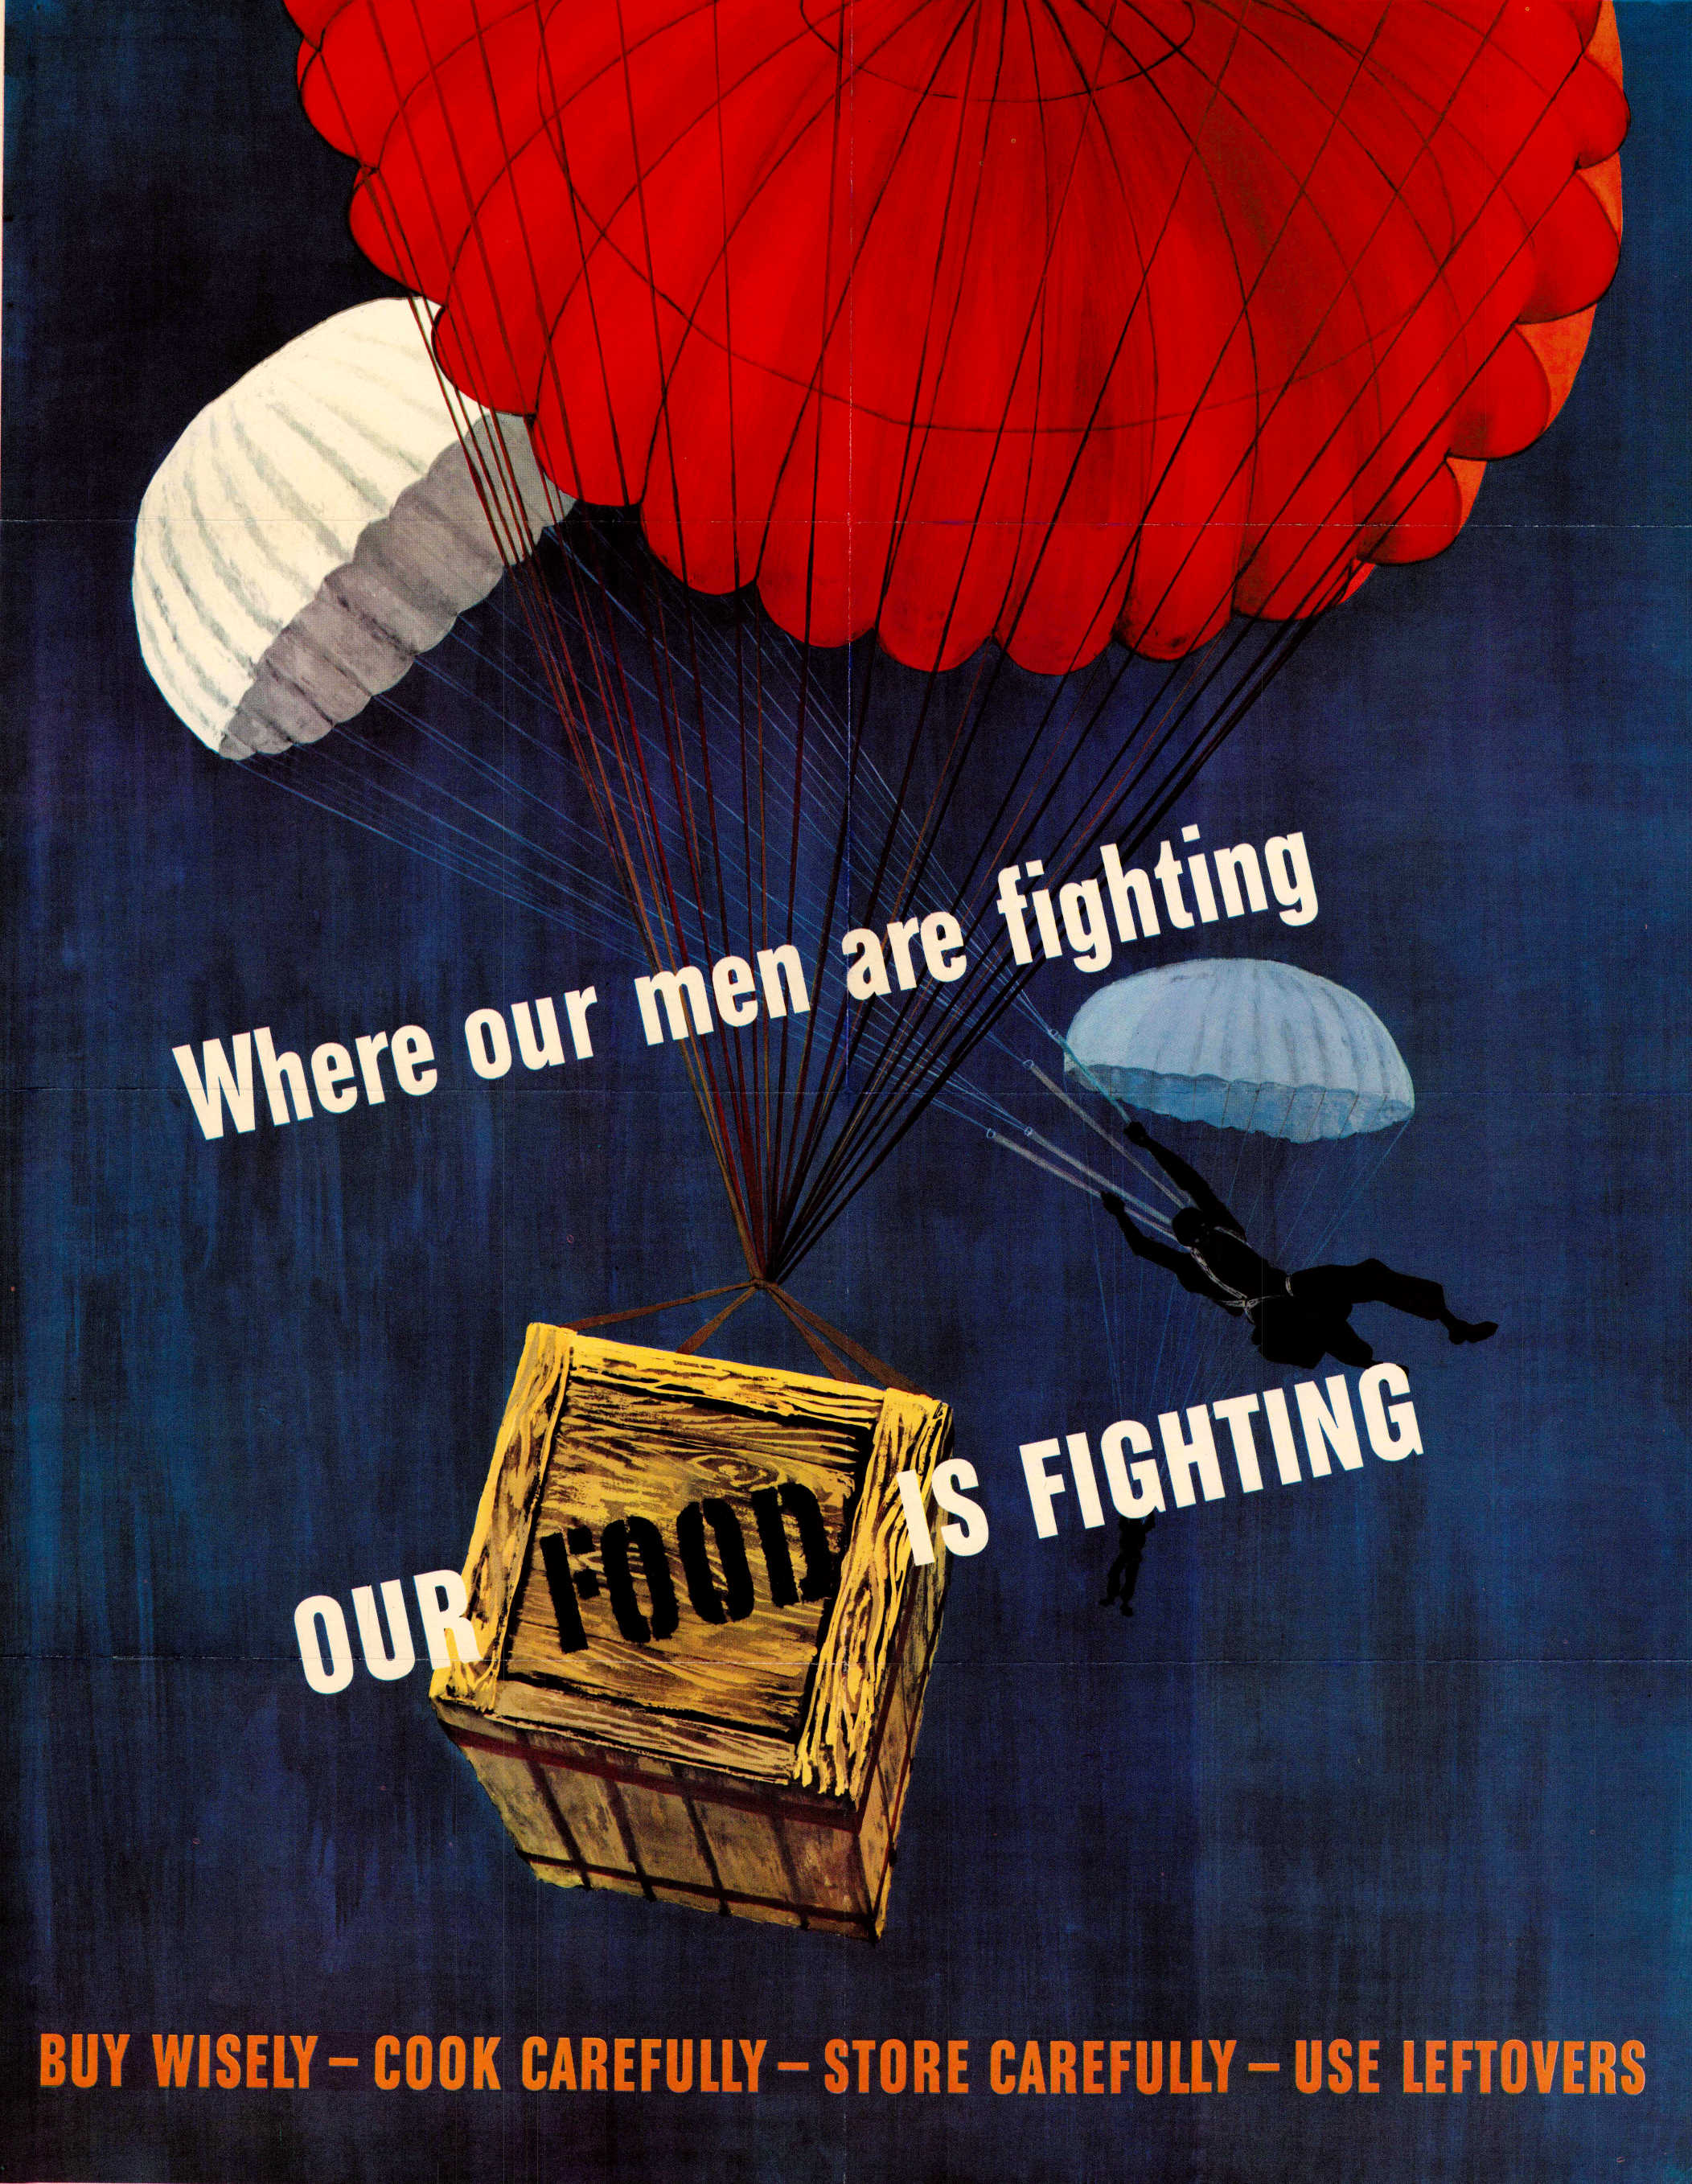 Where our men are fighting
OUR FOOD IS FIGHTING
BUY WISELY – COOK CAREFULLY – STORE CAREFULLY – USE LEFTOVERS